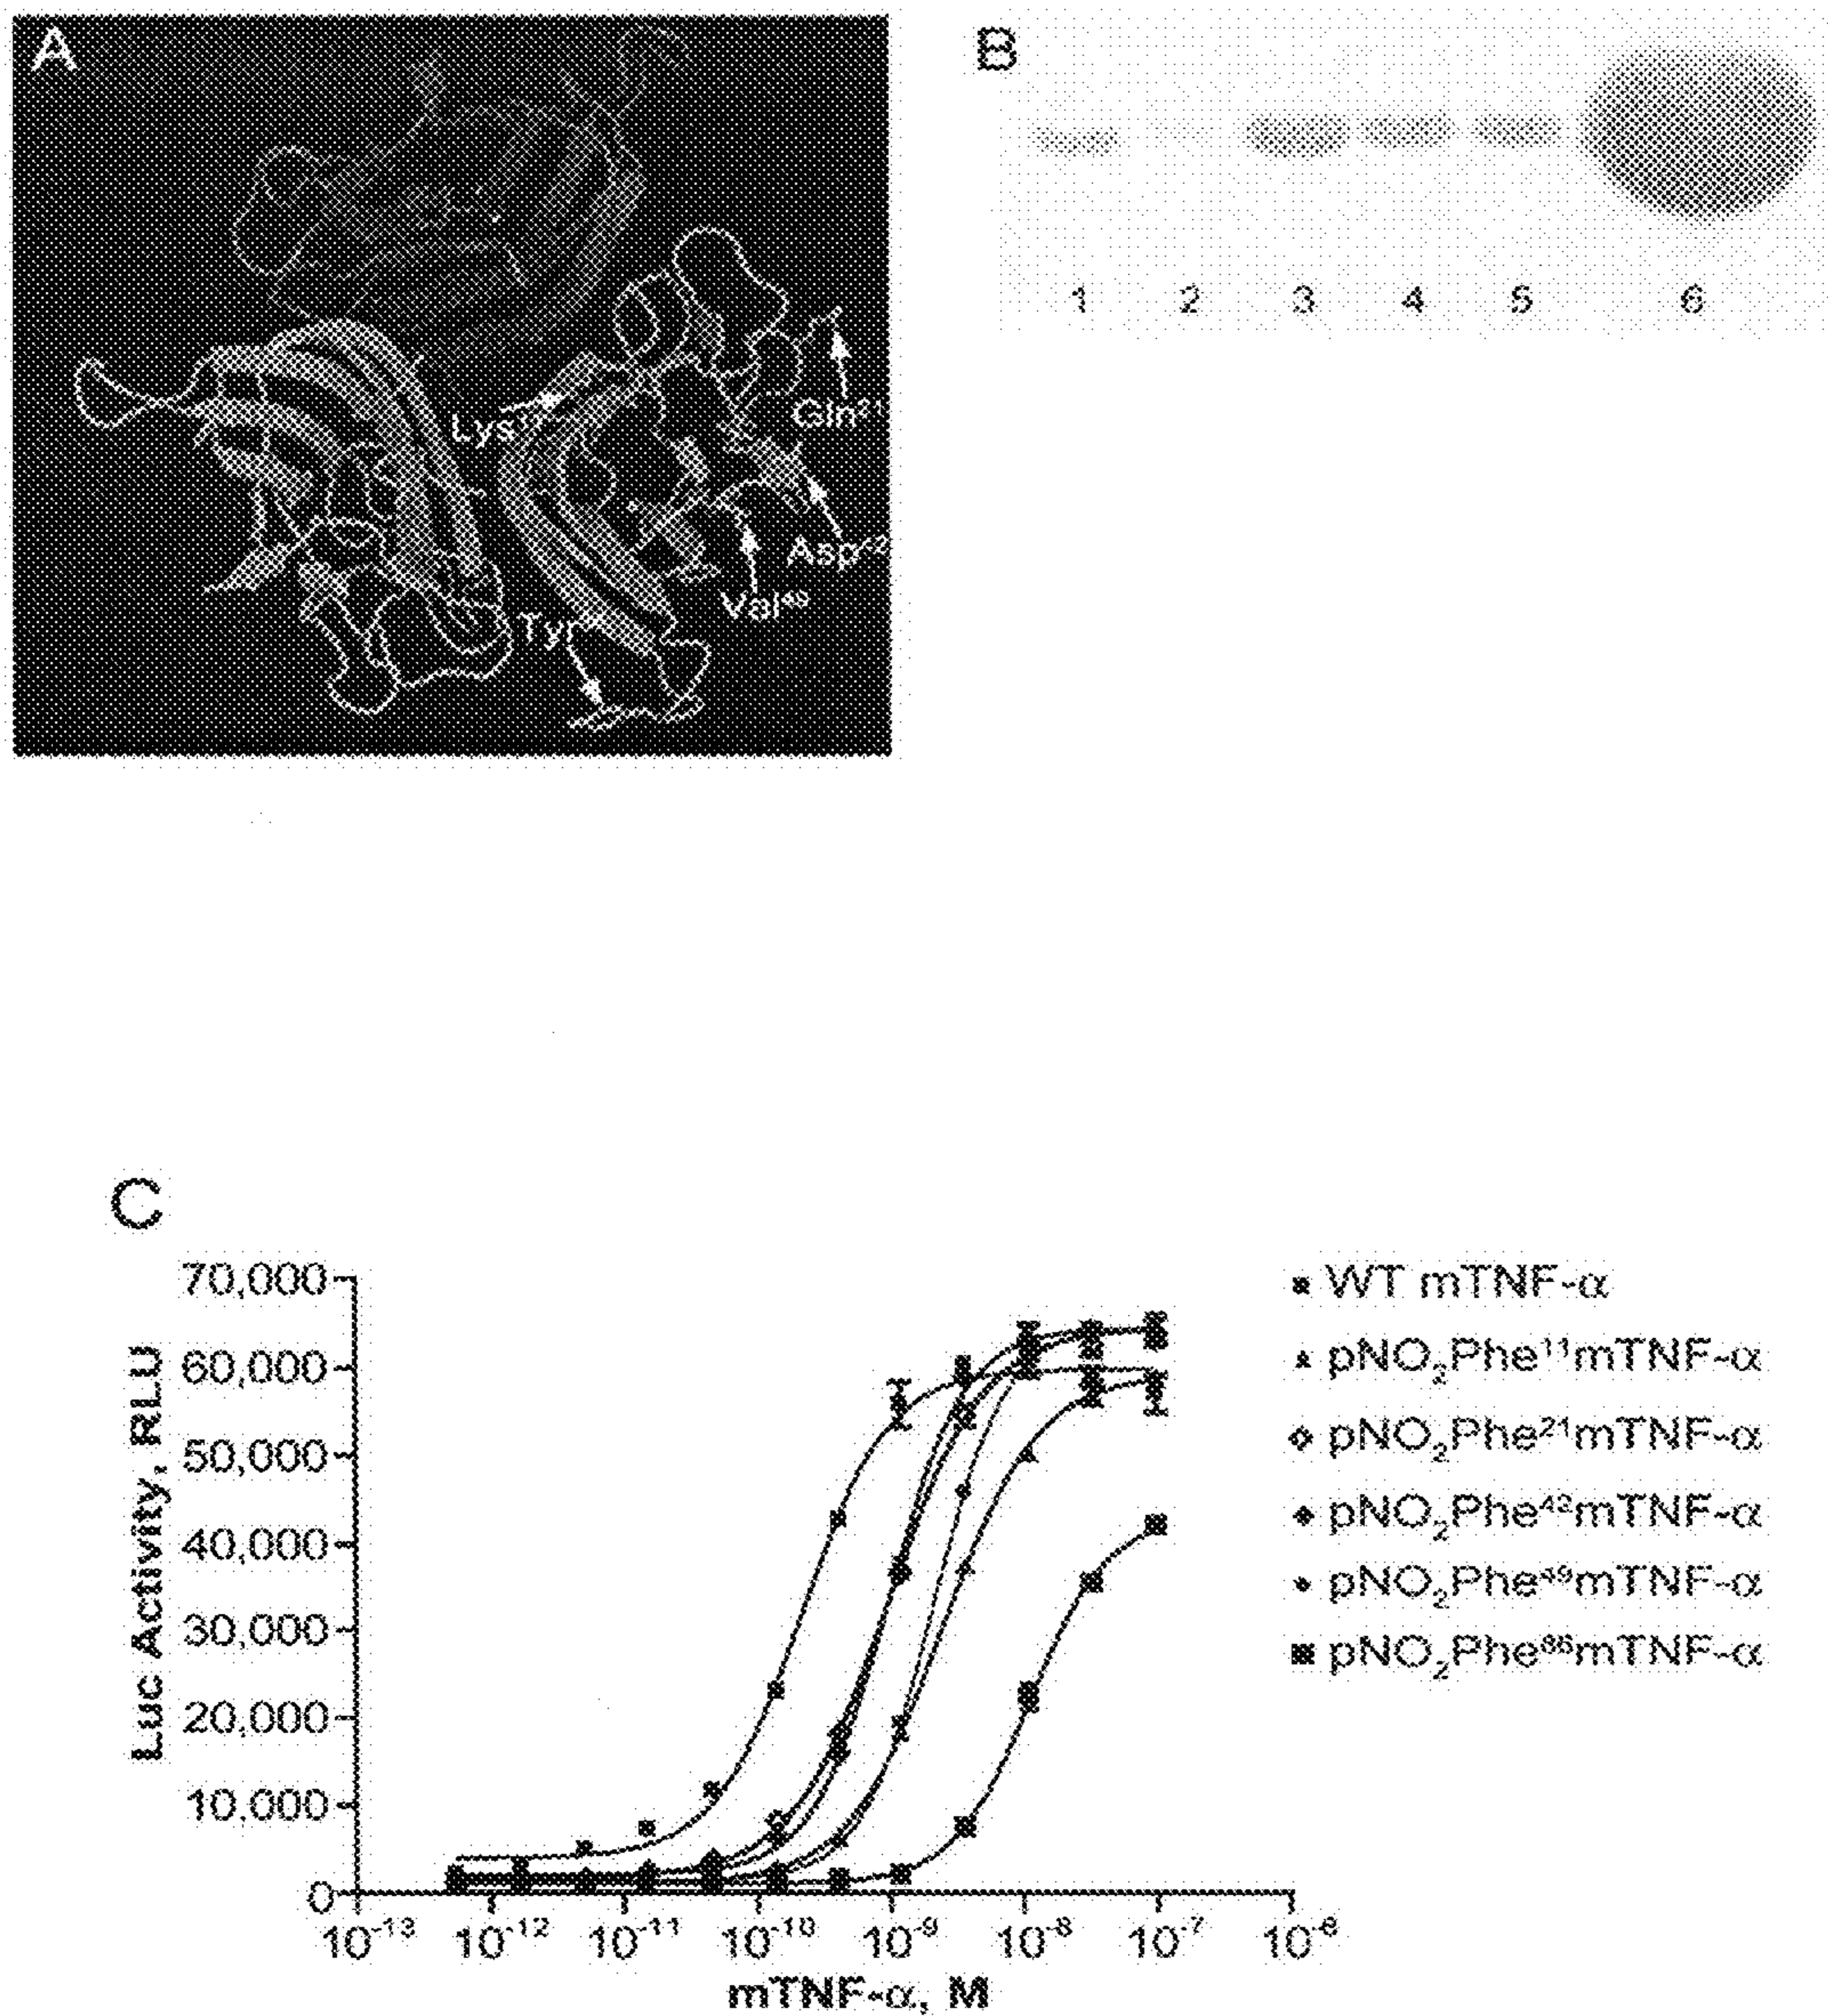 A
Lys
Gln²¹
Asp
Val⁴⁹
B
1 2 3 4 5 6
C
70,000
60,000
50,000
40,000
30,000
20,000
10,000
0
Luc Activity, RLU
10⁻¹³ 10⁻¹² 10⁻¹¹ 10⁻¹⁰ 10⁻⁹ 10⁻⁸ 10⁻⁷ 10⁻⁶
mTNF-α, M
WT mTNF-α
pNO₂Phe¹¹mTNF-α
pNO₂Phe²¹mTNF-α
pNO₂Phe⁴²mTNF-α
pNO₂Phe⁴⁹mTNF-α
pNO₂Phe⁸⁶mTNF-α